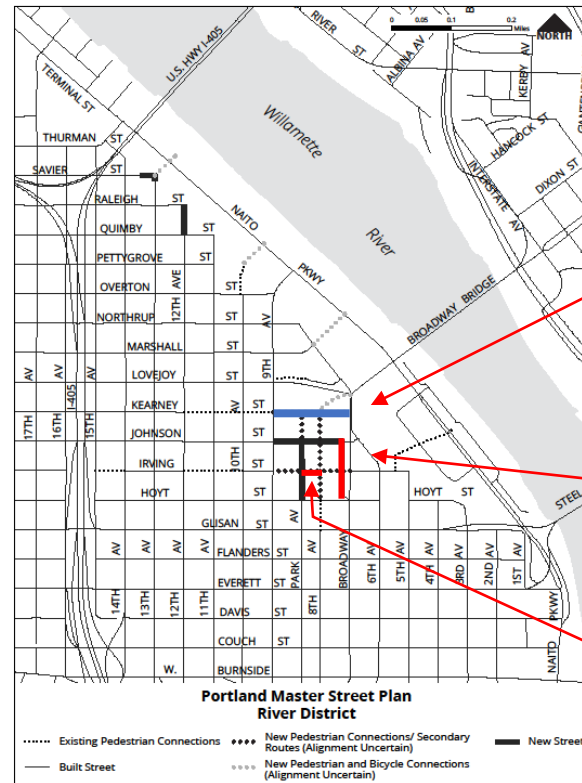 0 0.05 0.1 0.2
Miles
NORTH
RIVER ST
ALBINA AV
KERBY AV
HANCOCK ST
DIXON ST
INTERSTATE AV
U.S. HWY I-405
TERMINAL ST
Willamette
River
NAITO PKWY
BROADWAY BRIDGE
THURMAN ST
SAVIER ST
RALEIGH ST
QUIMBY
PETTYGROVE ST
OVERTON ST
NORTHRUP ST
MARSHALL ST
LOVEJOY ST
KEARNEY ST
JOHNSON ST
IRVING ST
HOYT ST
HOYT ST
GLISAN ST
FLANDERS ST
EVERETT ST
DAVIS ST
COUCH ST
W. BURNSIDE
12TH AVE
9TH AV
10TH AV
17TH AV
16TH AV
I-405
15TH AV
14TH AV
13TH AV
12TH AV
11TH AV
PARK AV
8TH AV
BROADWAY
6TH AV
5TH AV
4TH AV
3RD AV
2ND AV
1ST AV
NAITO PKWY
STEEL
Portland Master Street Plan
River District
Existing Pedestrian Connections
New Pedestrian Connections/ Secondary
Routes (Alignment Uncertain)
New Street
Built Street
New Pedestrian and Bicycle Connections
(Alignment Uncertain)